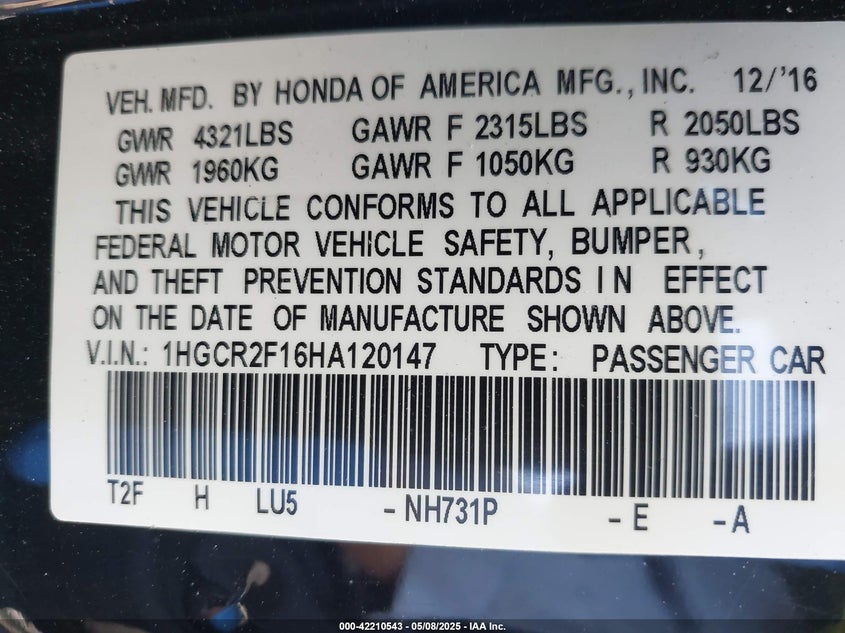 VEH. MFD. BY HONDA OF AMERICA MFG., INC. 12/'16
GVWR 4321LBS GAWR F 2315LBS R 2050LBS
GVWR 1960KG GAWR F 1050KG R 930KG
THIS VEHICLE CONFORMS TO ALL APPLICABLE
FEDERAL MOTOR VEHICLE SAFETY, BUMPER,
AND THEFT PREVENTION STANDARDS IN EFFECT
ON THE DATE OF MANUFACTURE SHOWN ABOVE.
V.I.N.: 1HGCR2F16HA120147 TYPE: PASSENGER CAR
T2F H LU5 - NH731P - E - A
000-42210543 - 05/08/2025 - IAA Inc.